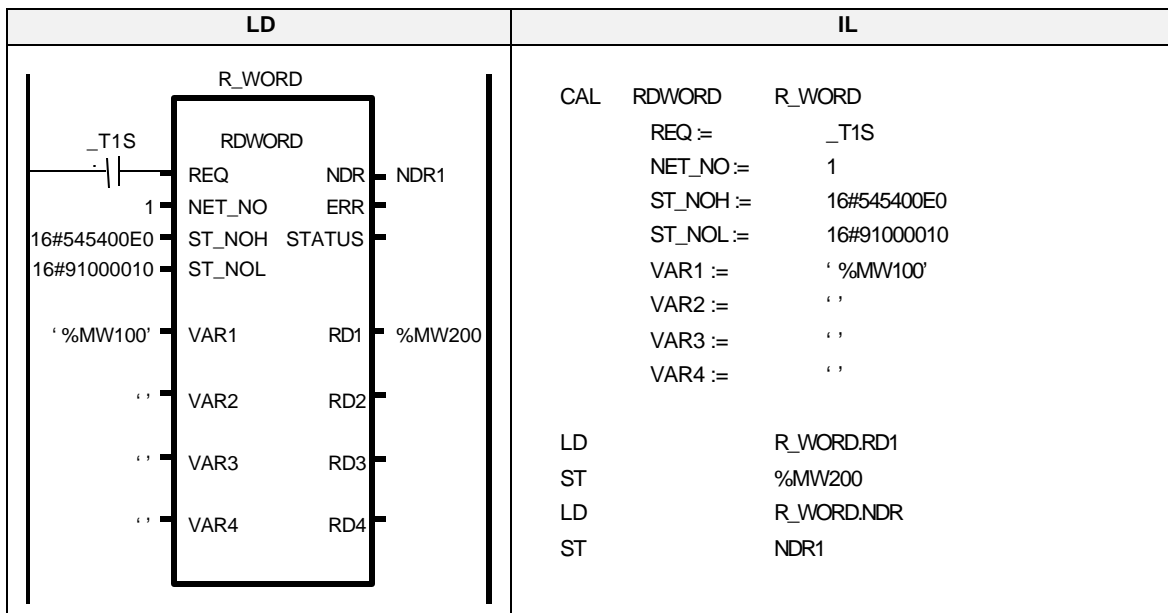 LD
IL
R_WORD
RDWORD
_T1S
REQ NDR NDR1
1 NET_NO ERR
16#545400E0 ST_NOH STATUS
16#91000010 ST_NOL
‘ %MW100’ VAR1 RD1 %MW200
‘ ’ VAR2 RD2
‘ ’ VAR3 RD3
‘ ’ VAR4 RD4
CAL RDWORD R_WORD
REQ := _T1S
NET_NO := 1
ST_NOH := 16#545400E0
ST_NOL := 16#91000010
VAR1 := ‘ %MW100’
VAR2 := ‘ ’
VAR3 := ‘ ’
VAR4 := ‘ ’
LD R_WORD.RD1
ST %MW200
LD R_WORD.NDR
ST NDR1